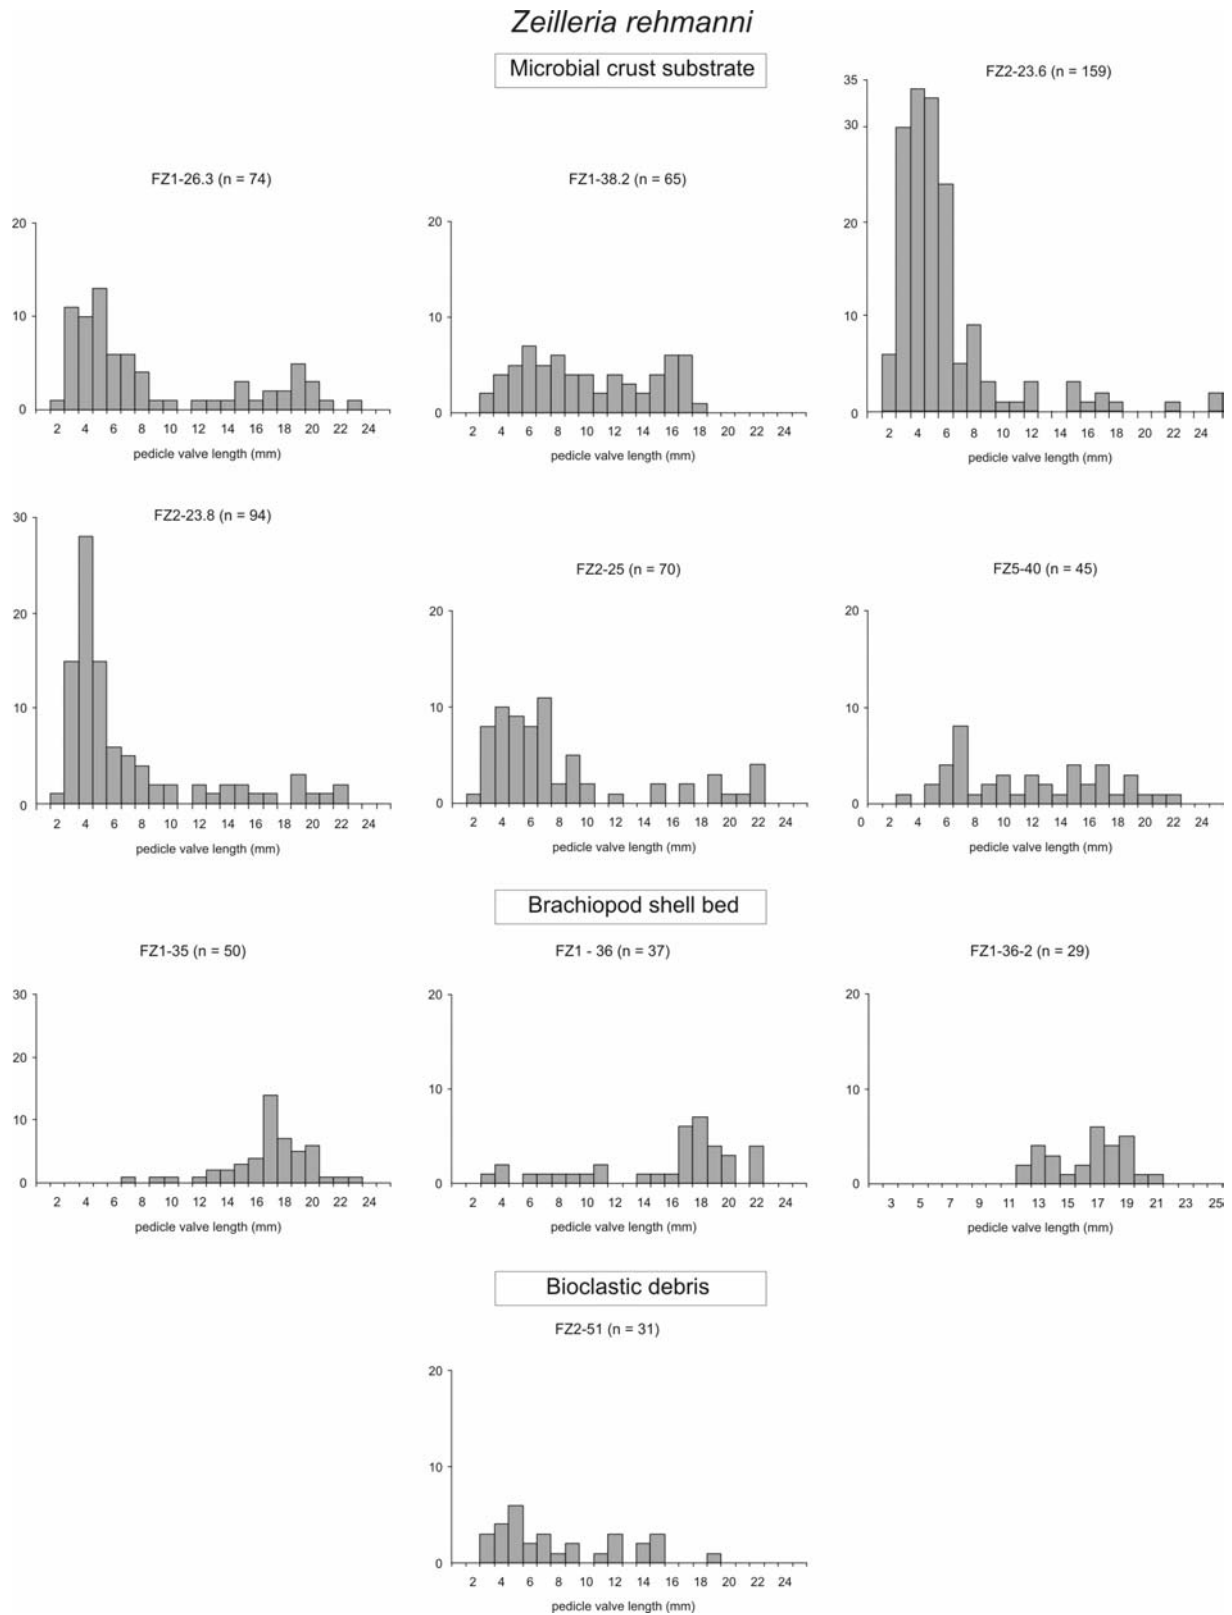 Zeilleria rehmanni
Microbial crust substrate
FZ1-26.3 (n = 74)
20
10
0
2 4 6 8 10 12 14 16 18 20 22 24
pedicle valve length (mm)
FZ1-38.2 (n = 65)
20
10
0
2 4 6 8 10 12 14 16 18 20 22 24
pedicle valve length (mm)
FZ2-23.6 (n = 159)
35
30
20
10
0
2 4 6 8 10 12 14 16 18 20 22 24
pedicle valve length (mm)
FZ2-23.8 (n = 94)
30
20
10
0
2 4 6 8 10 12 14 16 18 20 22 24
pedicle valve length (mm)
FZ2-25 (n = 70)
20
10
0
2 4 6 8 10 12 14 16 18 20 22 24
pedicle valve length (mm)
FZ5-40 (n = 45)
20
10
0
0 2 4 6 8 10 12 14 16 18 20 22 24
pedicle valve length (mm)
Brachiopod shell bed
FZ1-35 (n = 50)
30
20
10
0
2 4 6 8 10 12 14 16 18 20 22 24
pedicle valve length (mm)
FZ1 - 36 (n = 37)
20
10
0
2 4 6 8 10 12 14 16 18 20 22 24
pedicle valve length (mm)
FZ1-36-2 (n = 29)
20
10
0
3 5 7 9 11 13 15 17 19 21 23 25
pedicle valve length (mm)
Bioclastic debris
FZ2-51 (n = 31)
20
10
0
2 4 6 8 10 12 14 16 18 20 22 24
pedicle valve length (mm)